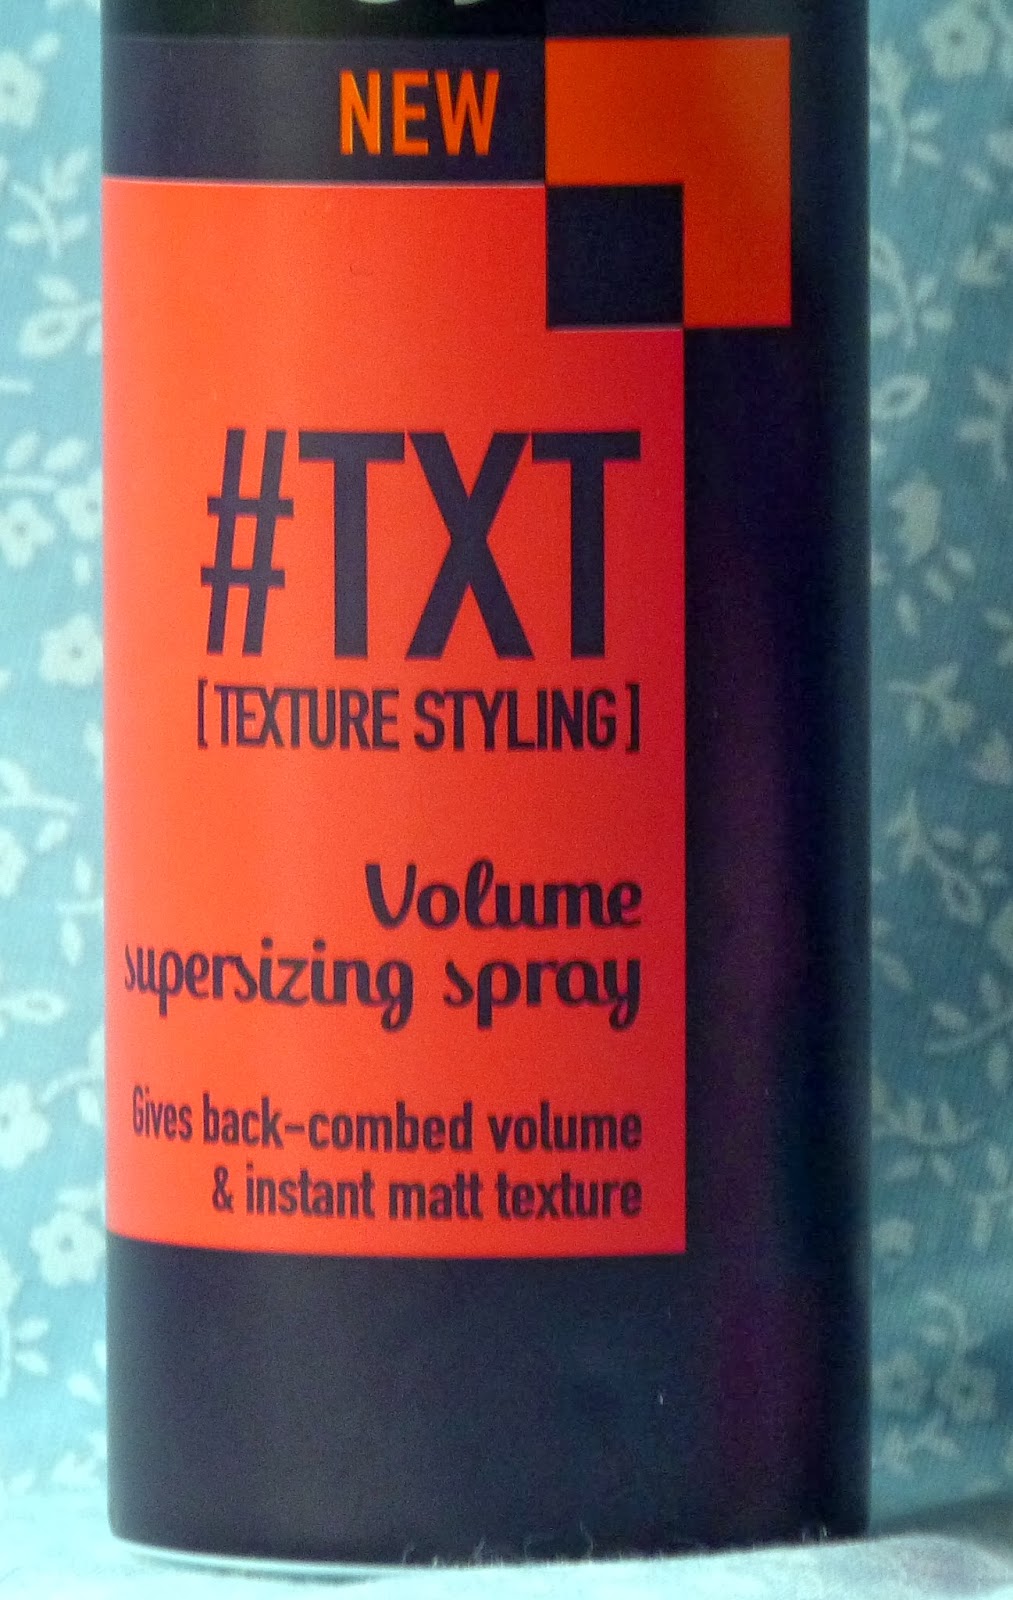 NEW
#TXT
[TEXTURE STYLING]
Volume
supersizing spray
Gives back-combed volume
& instant matt texture